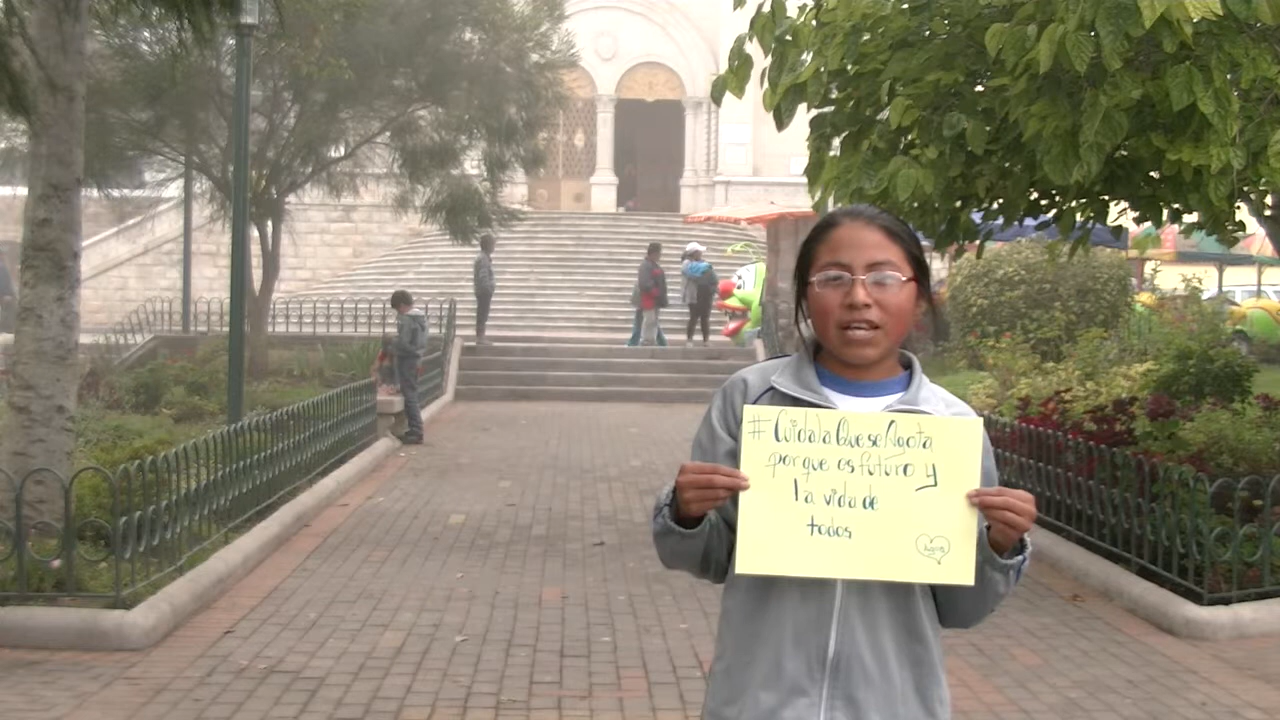 #CuidalaQueseAgota
porque es futuro y
la vida de
todos